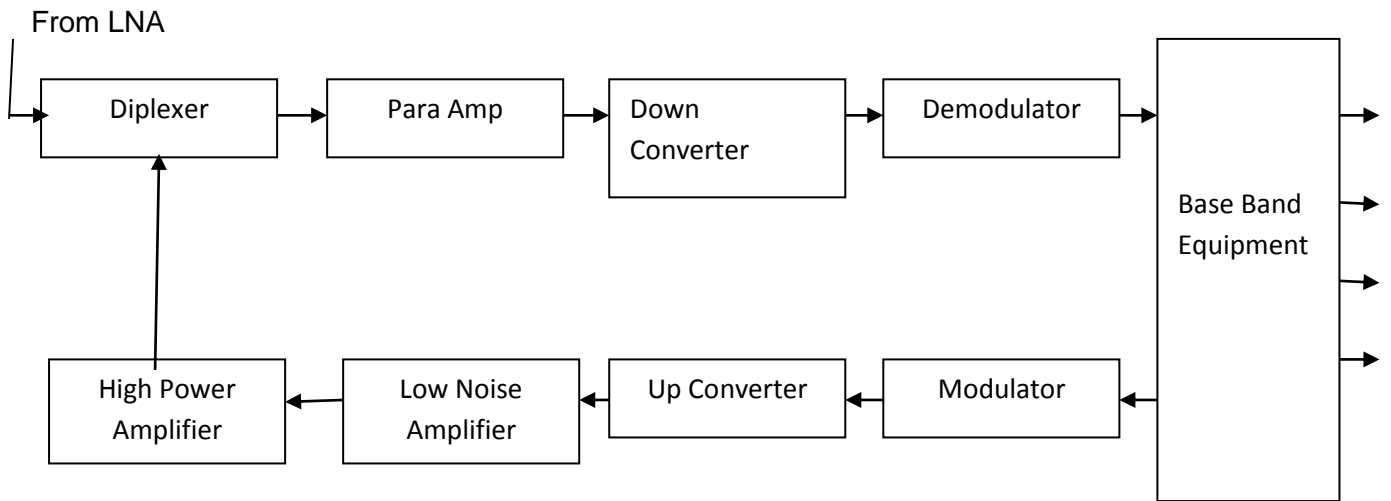 From LNA
Diplexer
Para Amp
Down
Converter
Demodulator
Base Band
Equipment
High Power
Amplifier
Low Noise
Amplifier
Up Converter
Modulator